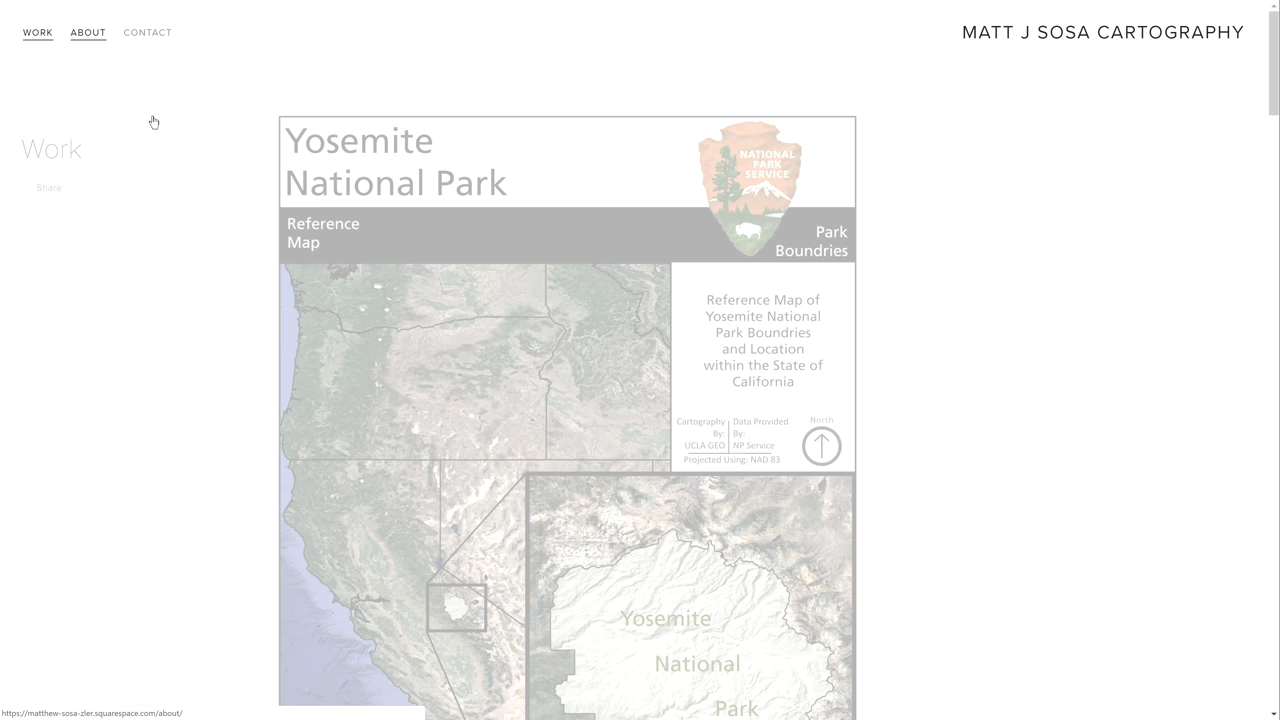 WORK ABOUT CONTACT
MATT J SOSA CARTOGRAPHY
Work
Share
Yosemite
National Park
NATIONAL
PARK
SERVICE
Reference
Map
Park
Boundries
Reference Map of
Yosemite National
Park Boundries
and Location
within the State of
California
Cartography
By:
UCLA GEO
Data Provided
By:
NP Service
Projected Using: NAD 83
North
Yosemite
National
Park
https://matthew-sosa-zler.squarespace.com/about/